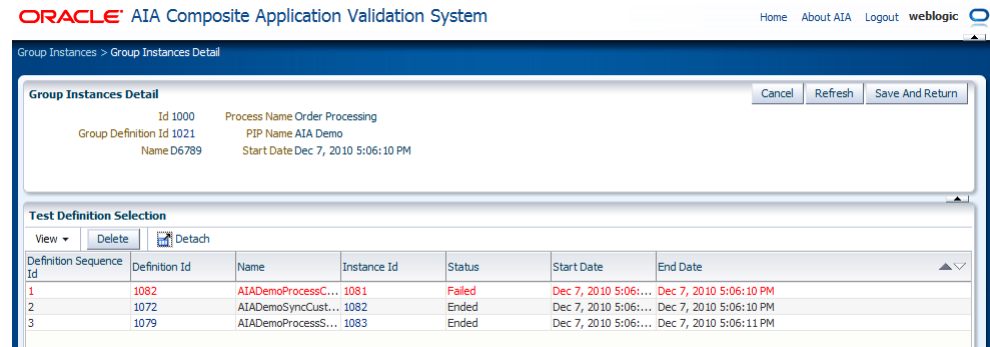 ORACLE AIA Composite Application Validation System Home About AIA Logout weblogic
Group Instances > Group Instances Detail
Group Instances Detail Cancel Refresh Save And Return
Id 1000 Process Name Order Processing
Group Definition Id 1021 PIP Name AIA Demo
Name D6789 Start Date Dec 7, 2010 5:06:10 PM
Test Definition Selection
View Delete Detach
Definition Sequence Id Definition Id Name Instance Id Status Start Date End Date
1 1082 AIADemoProcessC... 1081 Failed Dec 7, 2010 5:06:... Dec 7, 2010 5:06:10 PM
2 1072 AIADemoSyncCust... 1082 Ended Dec 7, 2010 5:06:... Dec 7, 2010 5:06:10 PM
3 1079 AIADemoProcessS... 1083 Ended Dec 7, 2010 5:06:... Dec 7, 2010 5:06:11 PM